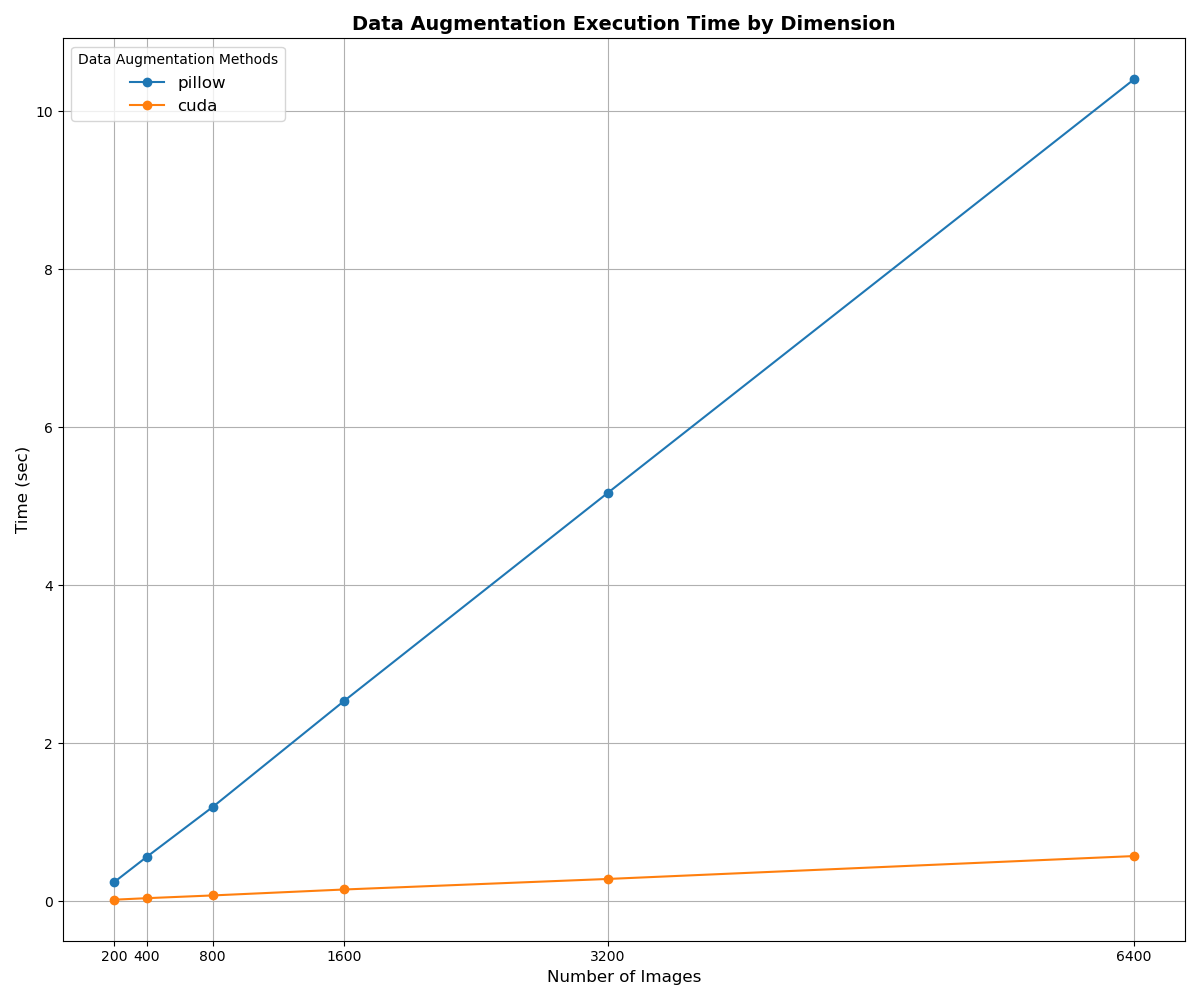 Data Augmentation Execution Time by Dimension
Data Augmentation Methods
pillow
cuda
10
8
6
4
2
0
Time (sec)
200 400 800 1600 3200 6400
Number of Images